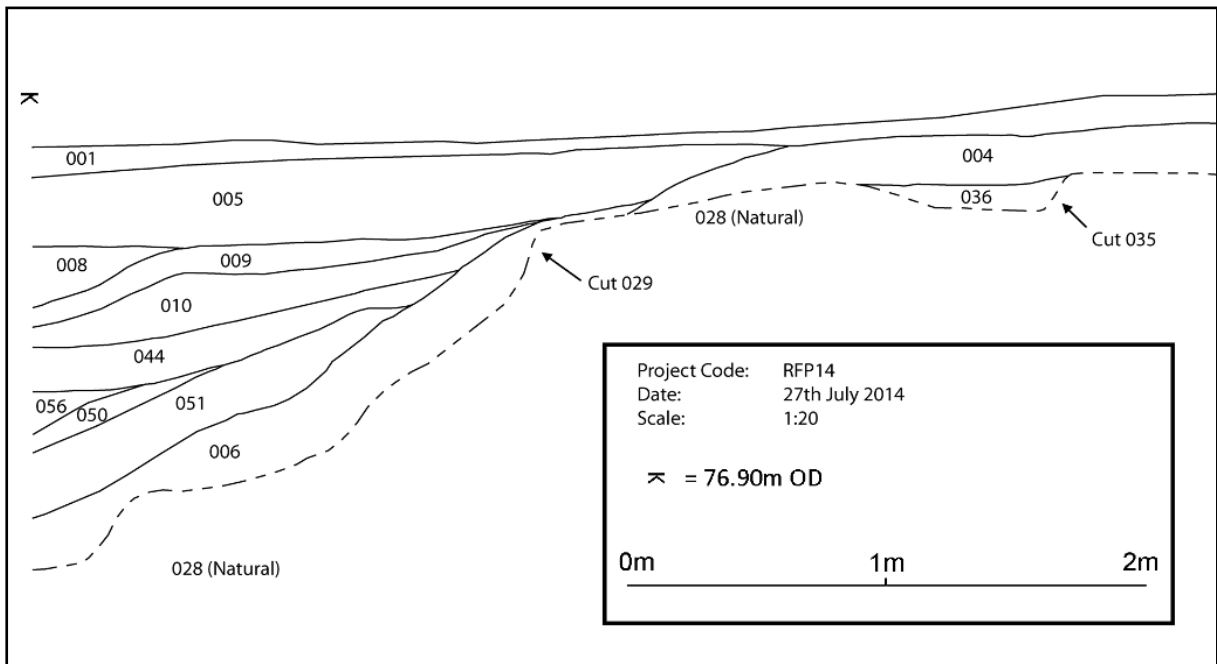 001
004
005
036
028 (Natural)
Cut 035
008
009
Cut 029
010
044
056
050
051
006
028 (Natural)
Project Code: RFP14
Date: 27th July 2014
Scale: 1:20
= 76.90m OD
0m 1m 2m